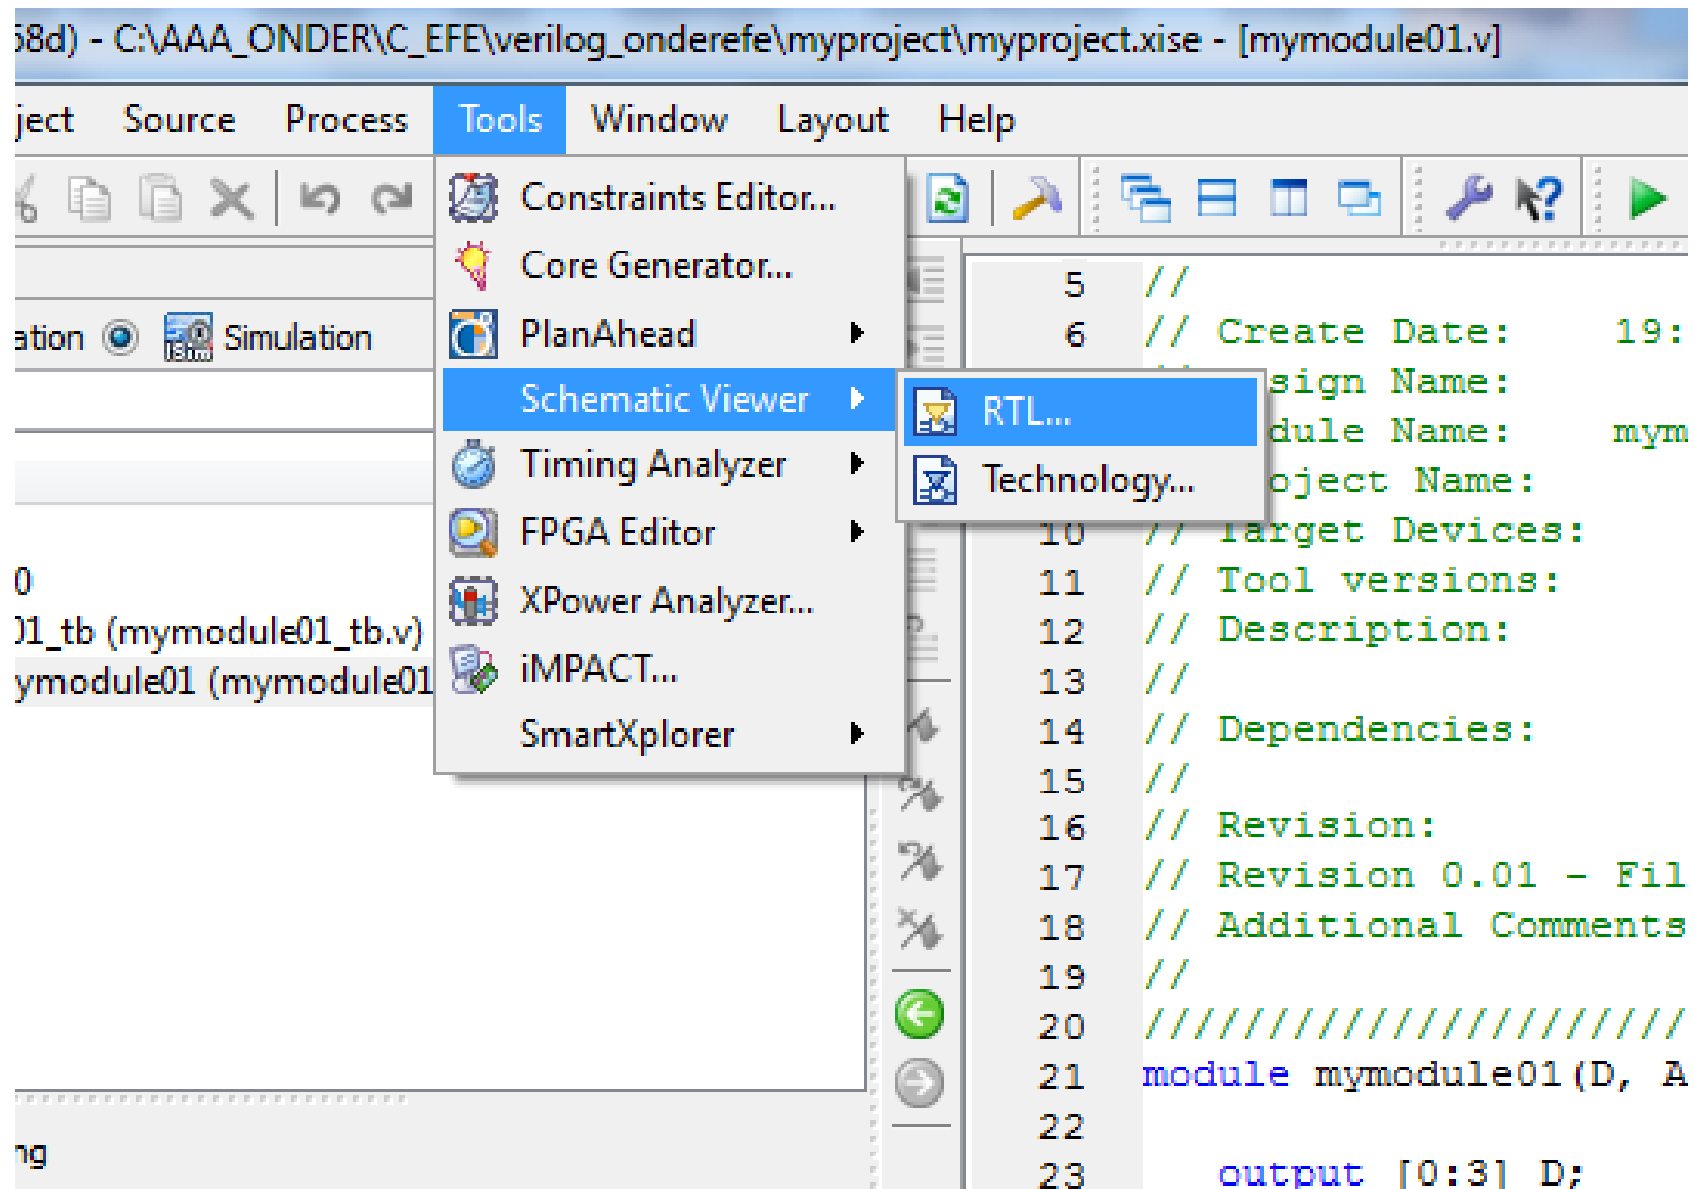 58d) - C:\AAA_ONDER\C_EFE\verilog_onderefe\myproject\myproject.xise - [mymodule01.v]
ject Source Process Tools Window Layout Help
Constraints Editor...
Core Generator...
PlanAhead
Schematic Viewer
Timing Analyzer
FPGA Editor
XPower Analyzer...
iMPACT...
SmartXplorer
RTL...
Technology...
ation Simulation
0
01_tb (mymodule01_tb.v)
ymodule01 (mymodule01
ng
5 //
6 // Create Date: 19:
sign Name:
dule Name: mym
oject Name:
10 // Target Devices:
11 // Tool versions:
12 // Description:
13 //
14 // Dependencies:
15 //
16 // Revision:
17 // Revision 0.01 - Fil
18 // Additional Comments
19 //
20 //////////////////////
21 module mymodule01(D, A
22
23 output [0:3] D;